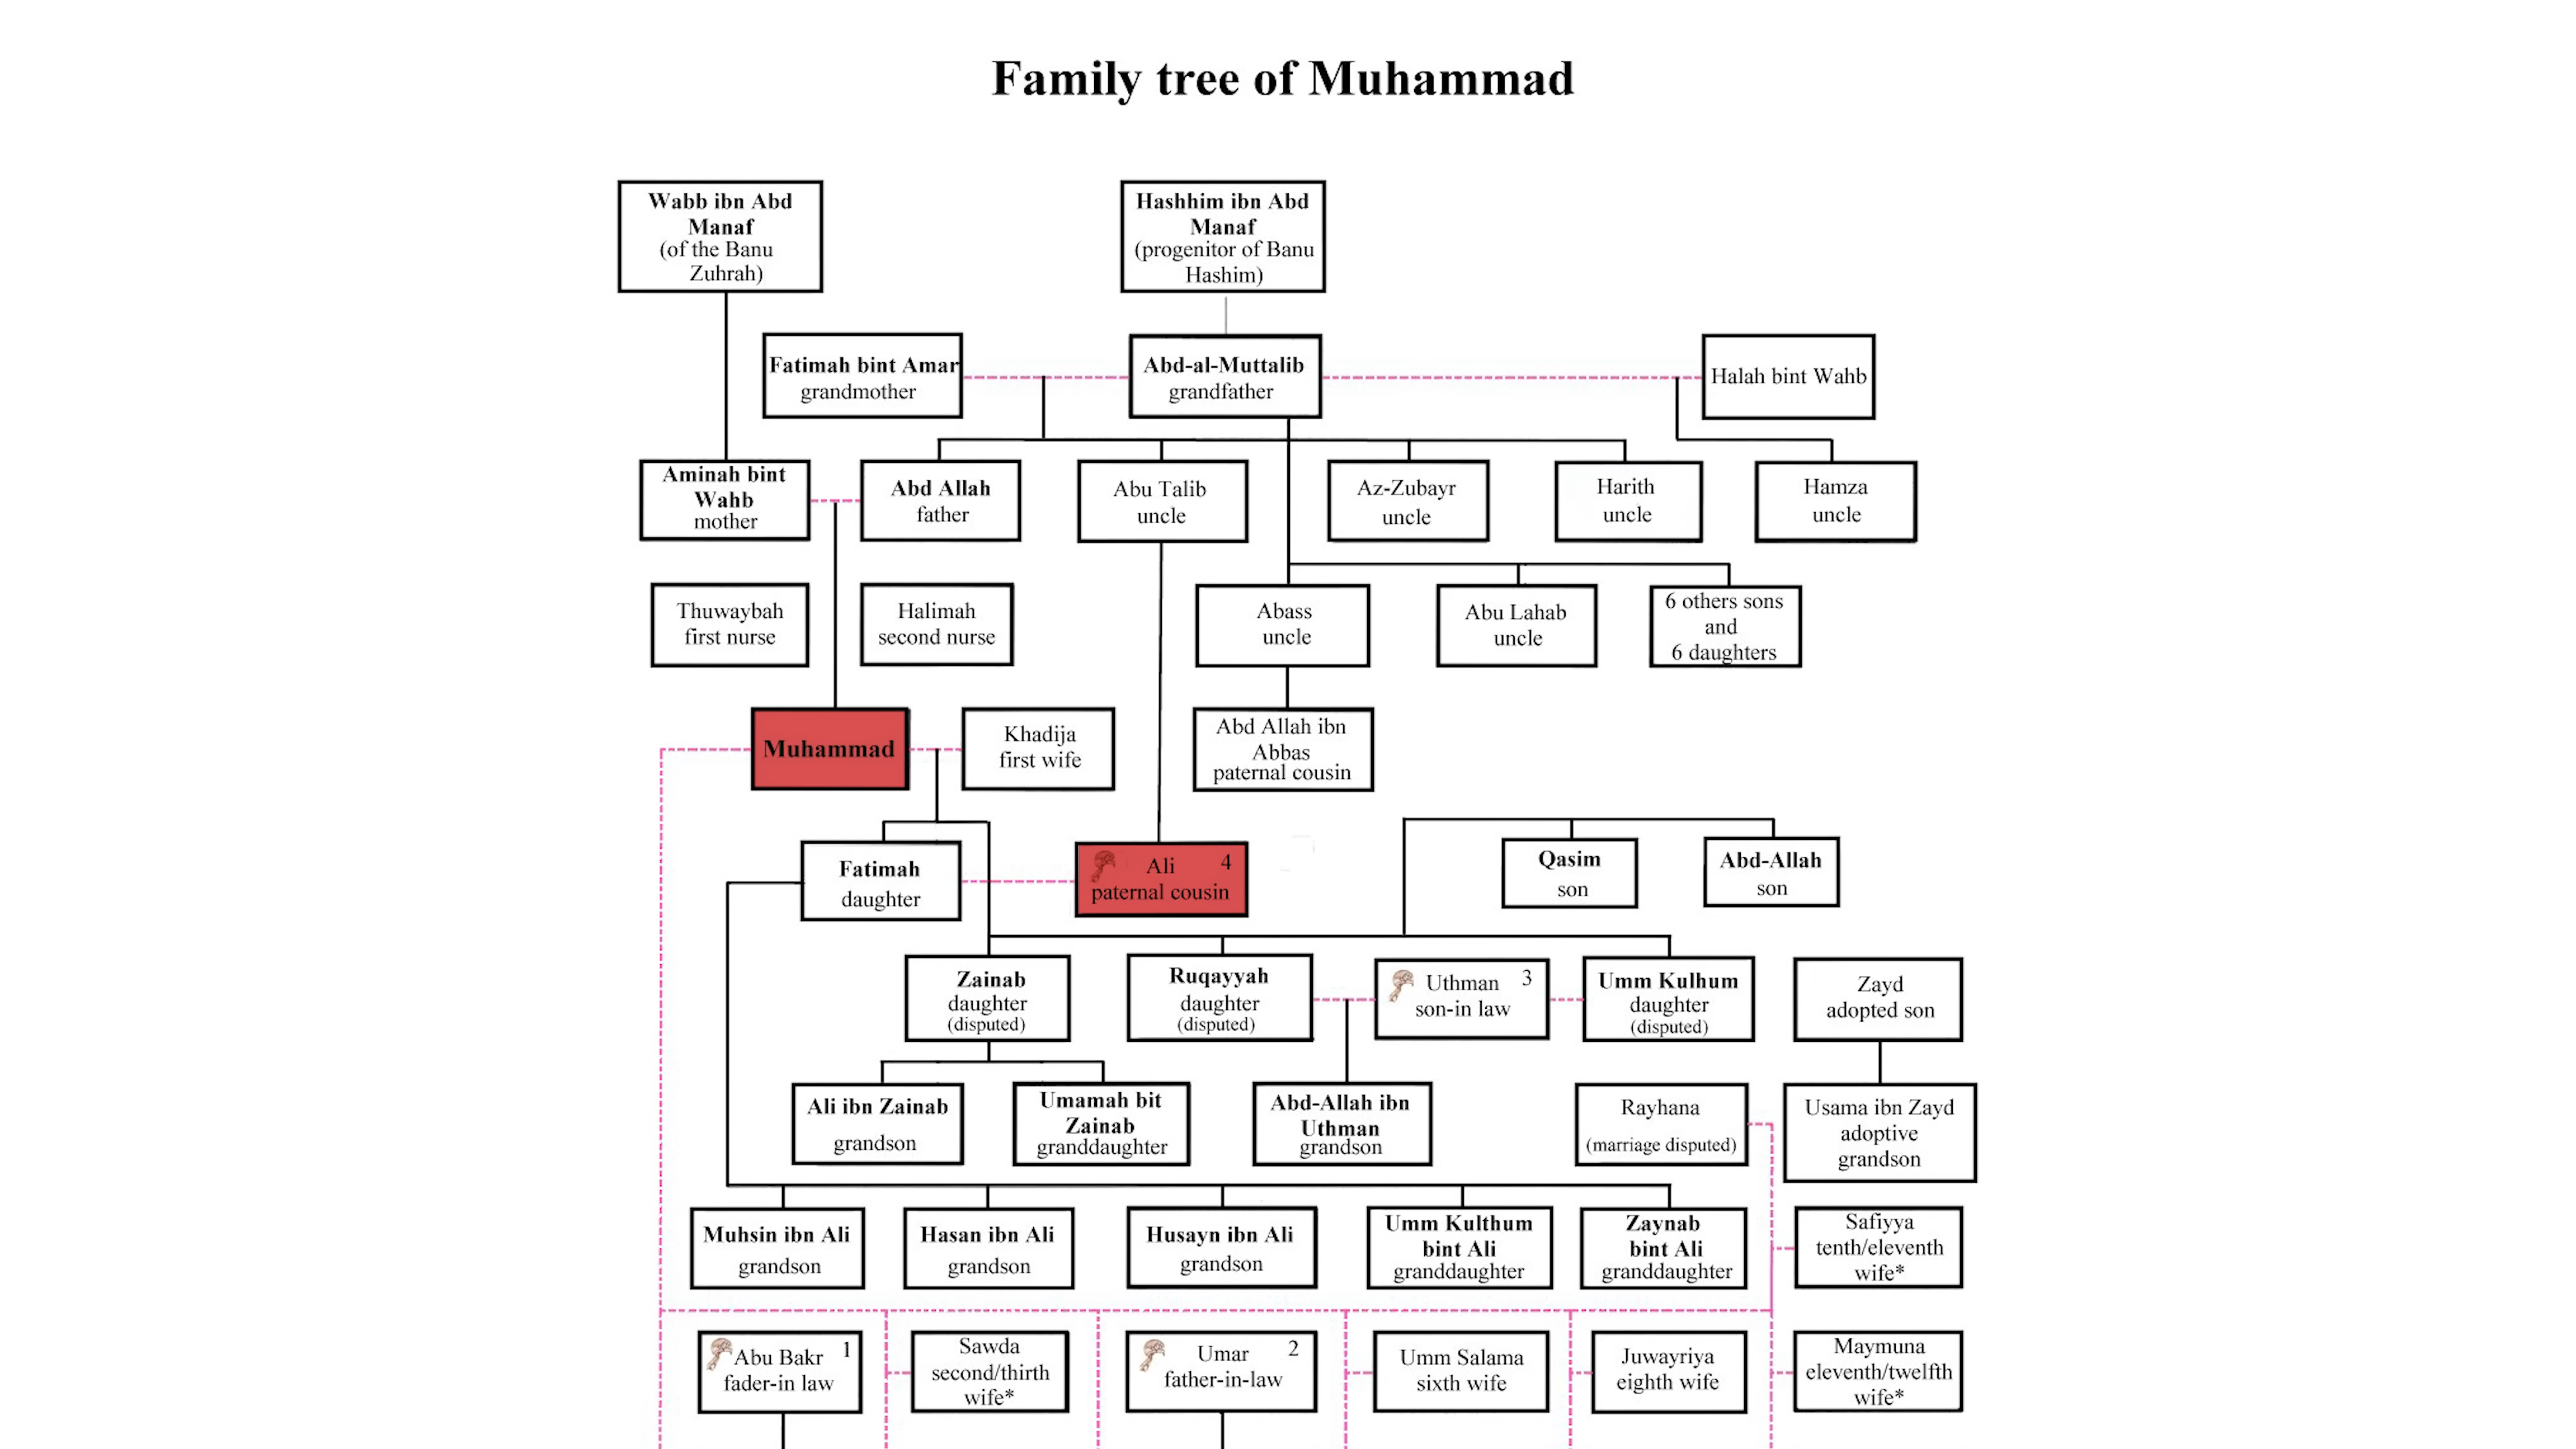 Family tree of Muhammad
Wabb ibn Abd
Manaf
(of the Banu
Zuhrah)
Hashhim ibn Abd
Manaf
(progenitor of Banu
Hashim)
Fatimah bint Amar
grandmother
Abd-al-Muttalib
grandfather
Halah bint Wahb
Aminah bint
Wahb
mother
Abd Allah
father
Abu Talib
uncle
Az-Zubayr
uncle
Harith
uncle
Hamza
uncle
Thuwaybah
first nurse
Halimah
second nurse
Abass
uncle
Abu Lahab
uncle
6 others sons
and
6 daughters
Muhammad
Khadija
first wife
Abd Allah ibn
Abbas
paternal cousin
Fatimah
daughter
Ali 4
paternal cousin
Qasim
son
Abd-Allah
son
Zainab
daughter
(disputed)
Ruqayyah
daughter
(disputed)
Uthman 3
son-in law
Umm Kulhum
daughter
(disputed)
Zayd
adopted son
Ali ibn Zainab
grandson
Umamah bit
Zainab
granddaughter
Abd-Allah ibn
Uthman
grandson
Rayhana
(marriage disputed)
Usama ibn Zayd
adoptive
grandson
Muhsin ibn Ali
grandson
Hasan ibn Ali
grandson
Husayn ibn Ali
grandson
Umm Kulthum
bint Ali
granddaughter
Zaynab
bint Ali
granddaughter
Safiyya
tenth/eleventh
wife*
Abu Bakr 1
fader-in law
Sawda
second/thirth
wife*
Umar 2
father-in-law
Umm Salama
sixth wife
Juwayriya
eighth wife
Maymuna
eleventh/twelfth
wife*